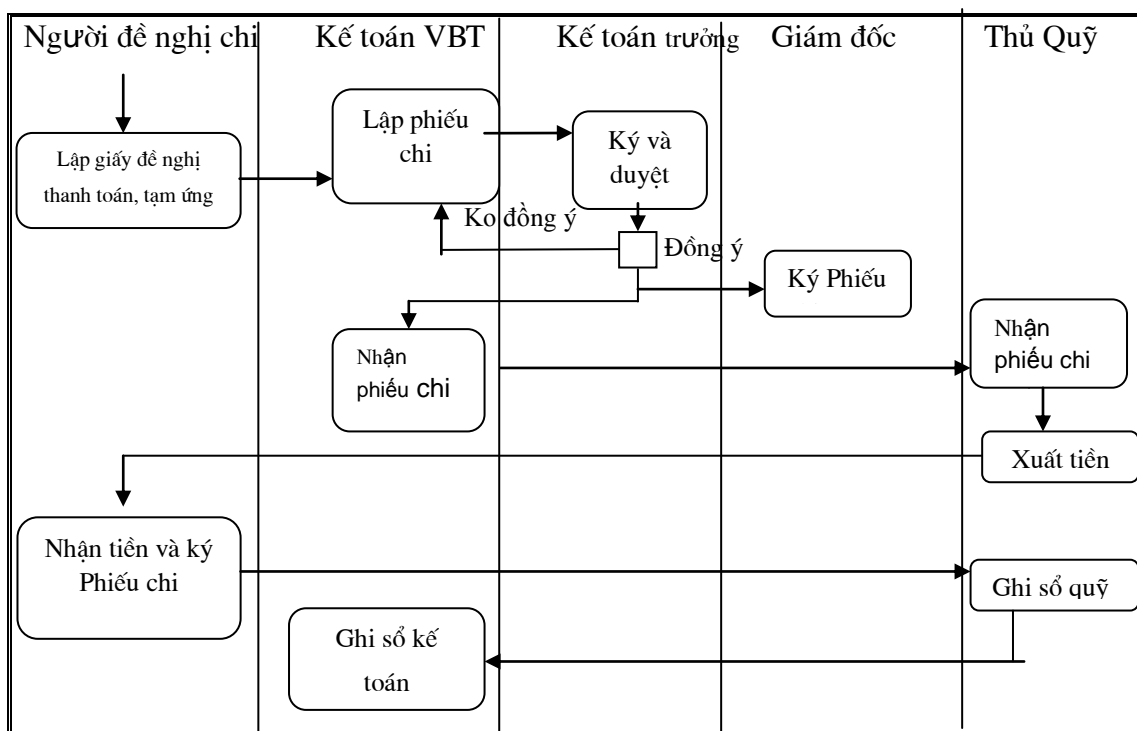 Người đề nghị chi
Kế toán VBT
Kế toán trưởng
Giám đốc
Thủ Quỹ
Lập giấy đề nghị
thanh toán, tạm ứng
Lập phiếu
chi
Ký và
duyệt
Ko đồng ý
Đồng ý
Ký Phiếu
Nhận
phiếu chi
Nhận
phiếu chi
Xuất tiền
Nhận tiền và ký
Phiếu chi
Ghi sổ quỹ
Ghi sổ kế
toán